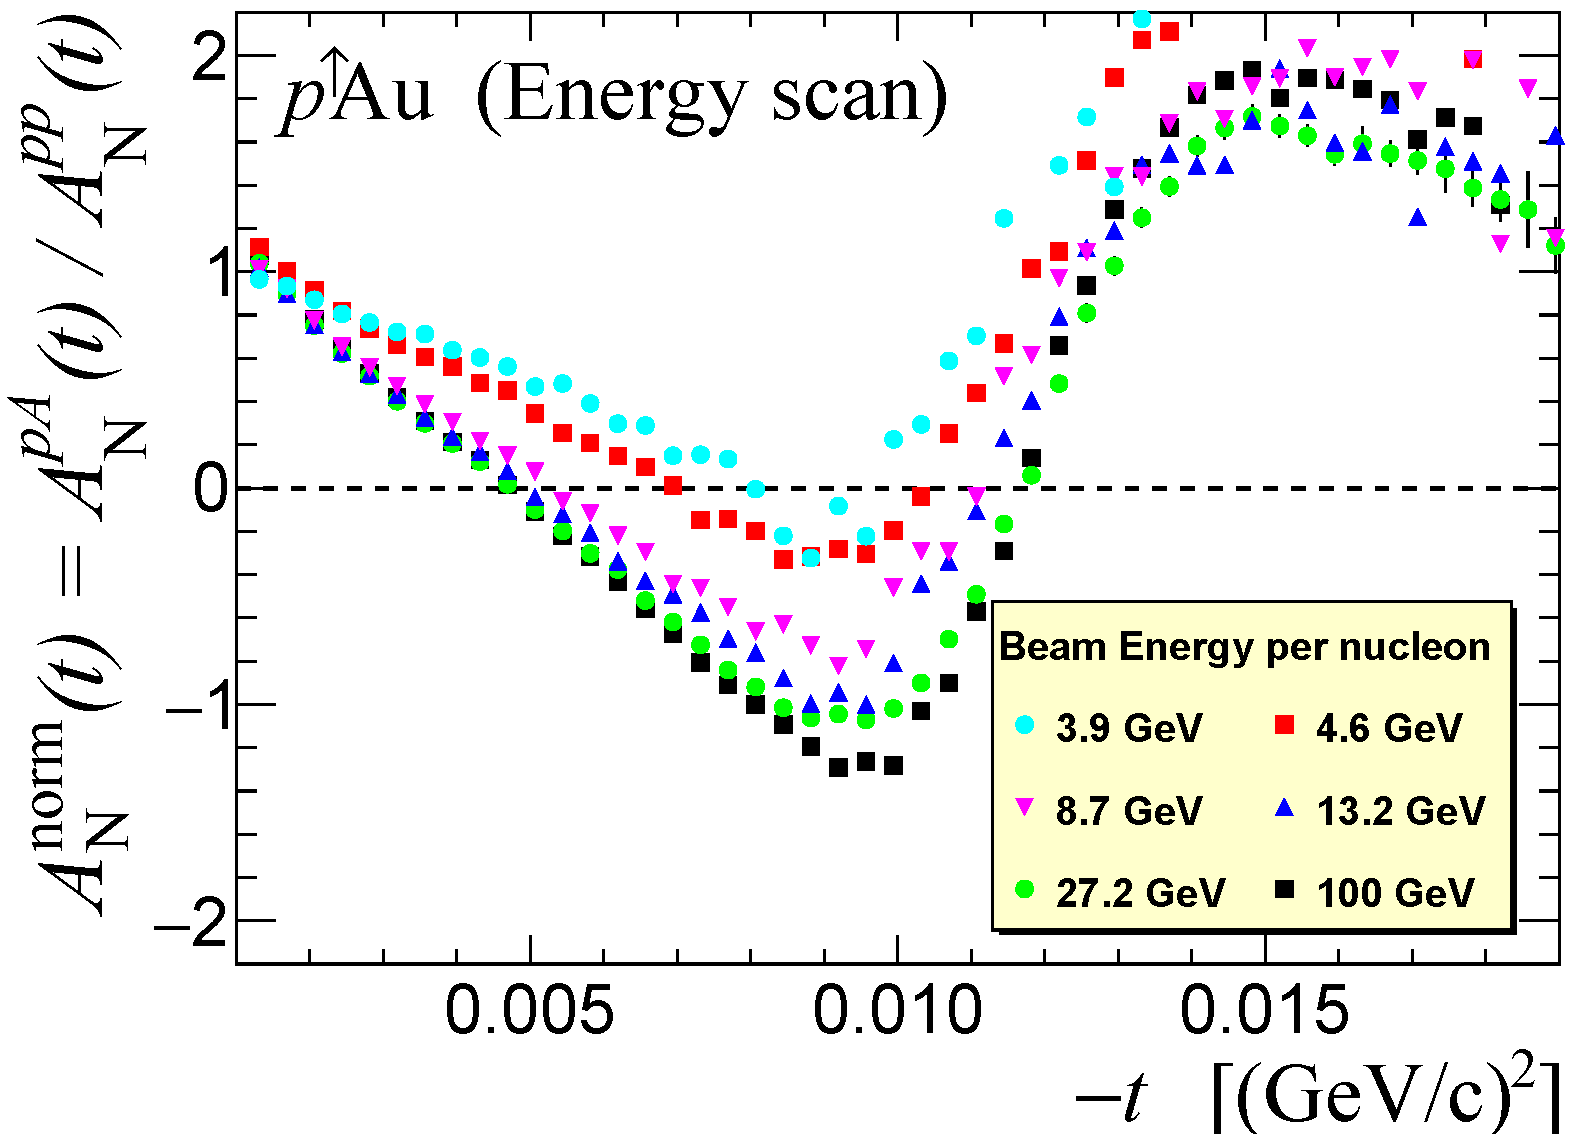 p↑Au (Energy scan)
A_N^norm(t) = A_N^pA(t) / A_N^pp(t)
2
1
0
−1
−2
Beam Energy per nucleon
3.9 GeV 4.6 GeV
8.7 GeV 13.2 GeV
27.2 GeV 100 GeV
0.005 0.010 0.015
−t [(GeV/c)²]